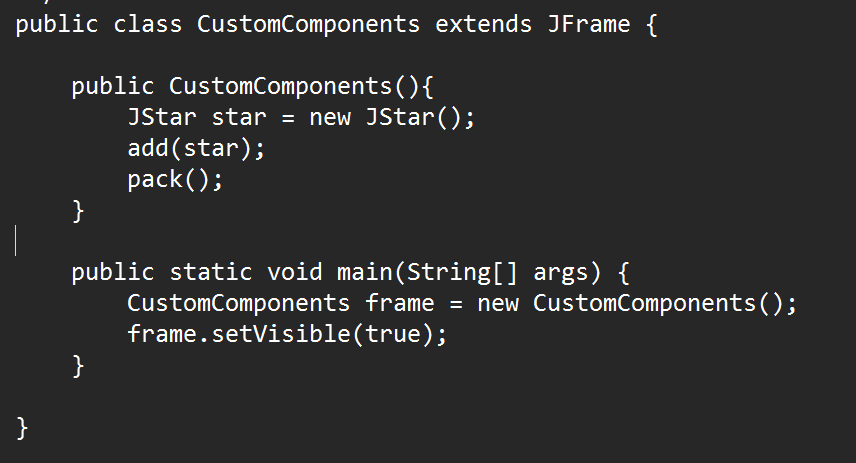 public class CustomComponents extends JFrame {
    public CustomComponents(){
        JStar star = new JStar();
        add(star);
        pack();
    }
    public static void main(String[] args) {
        CustomComponents frame = new CustomComponents();
        frame.setVisible(true);
    }
}